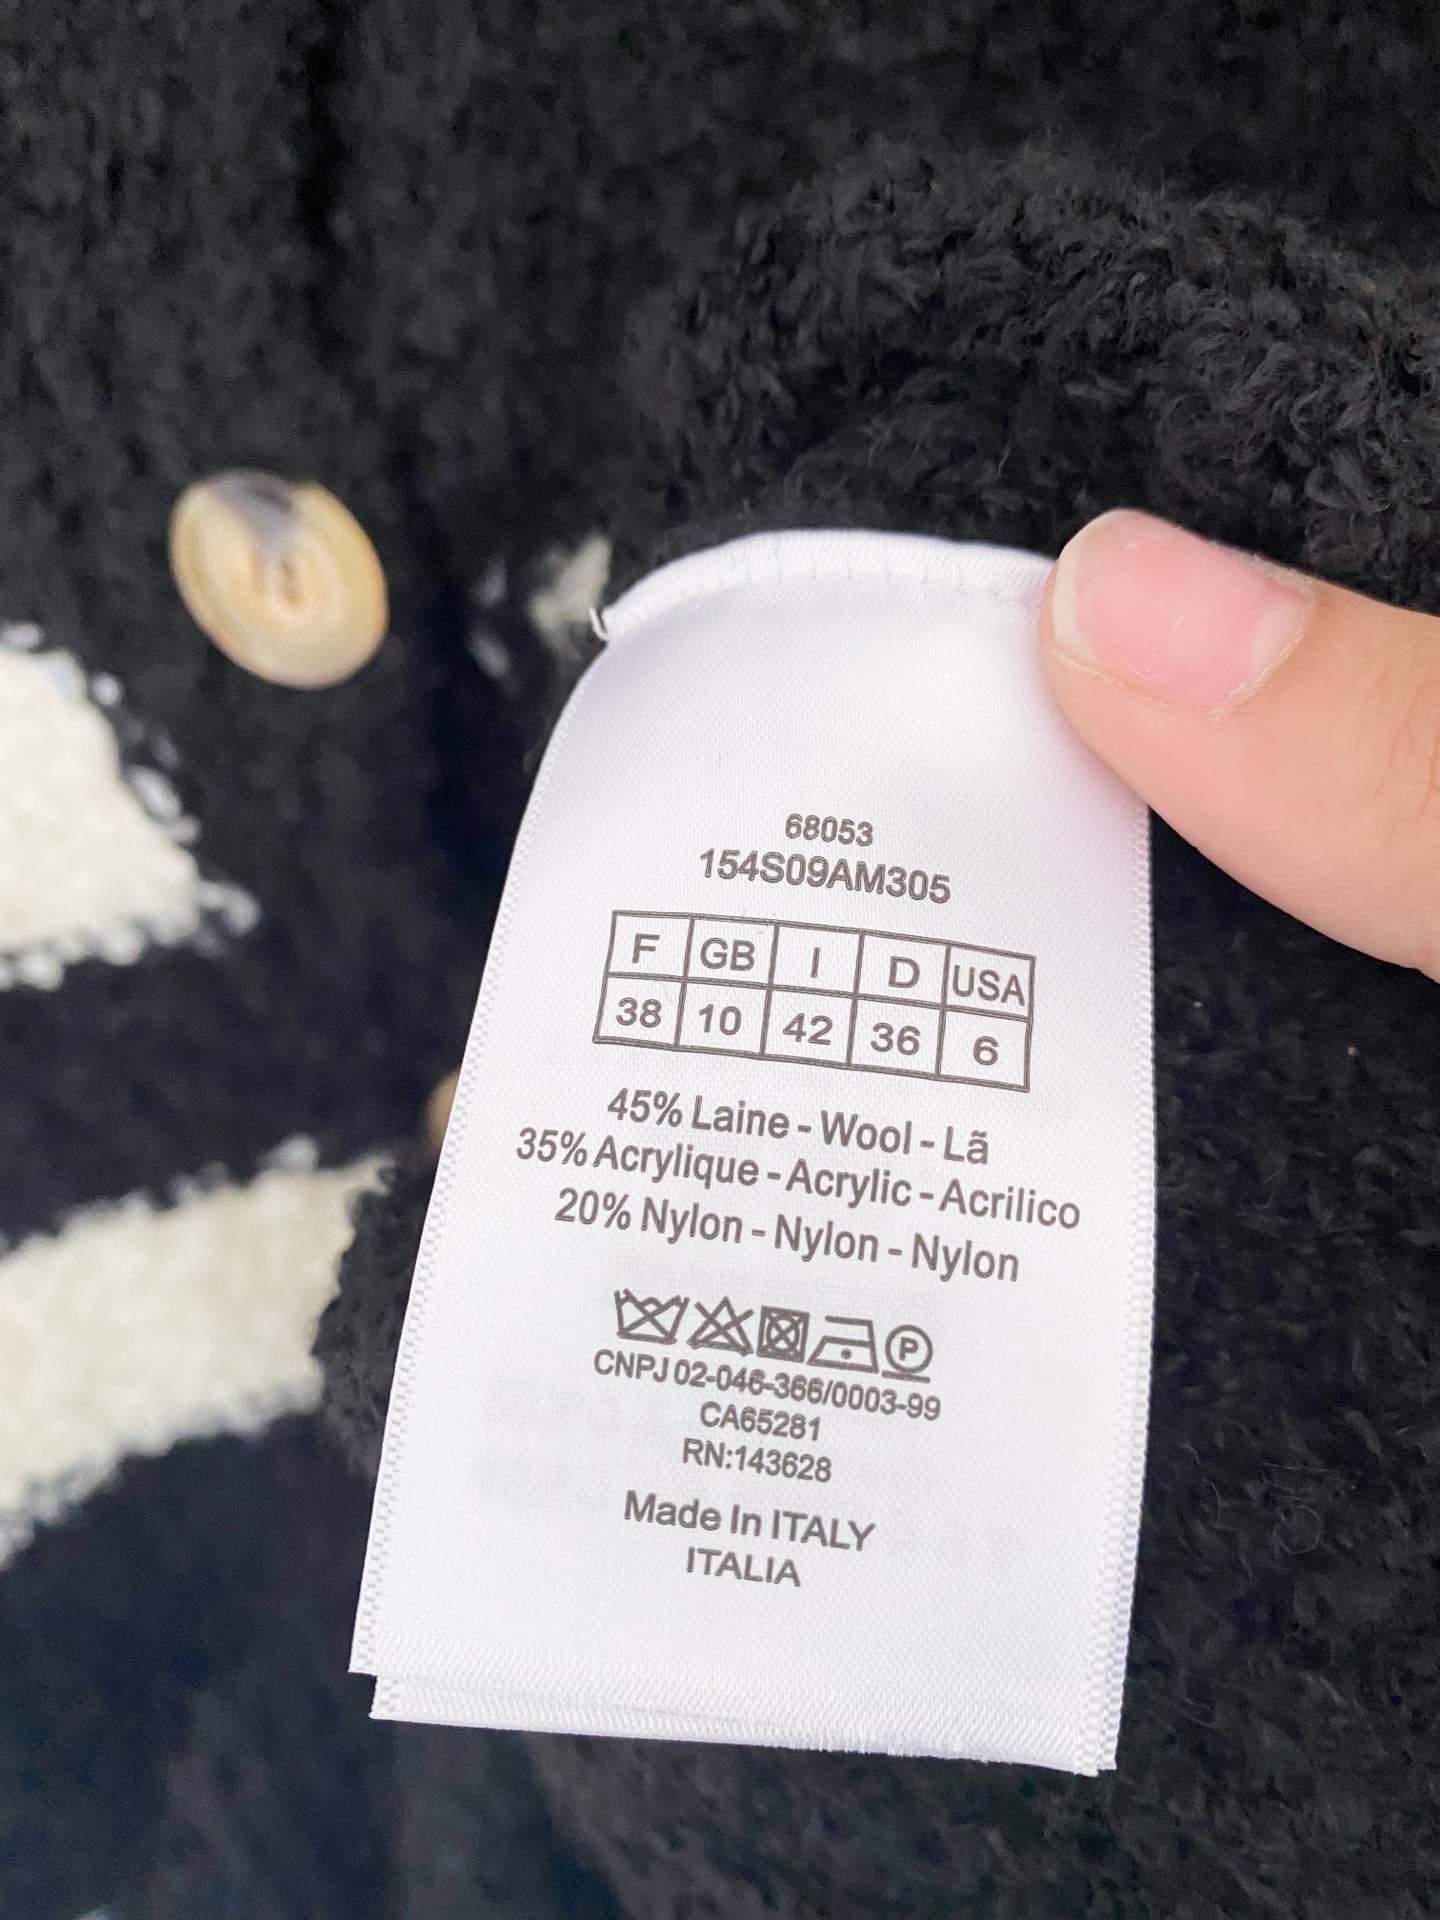 68053
154S09AM305
F GB I D USA
38 10 42 36 6
45% Laine - Wool - Lã
35% Acrylique - Acrylic - Acrilico
20% Nylon - Nylon - Nylon
P
CNPJ 02-046-366/0003-99
CA65281
RN:143628
Made In ITALY
ITALIA